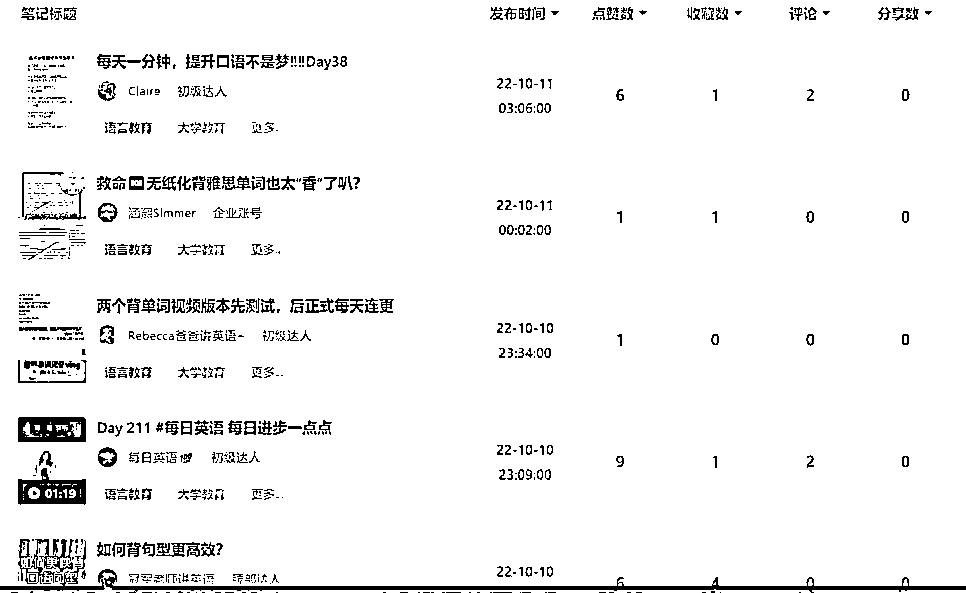 笔记标题 发布时间 点赞数 收藏数 评论 分享数
每天一分钟，提升口语不是梦!!!!Day38
Claire 初级达人
语言教育 大学教育 更多..
22-10-11
03:06:00
6 1 2 0
救命 无纸化背雅思单词也太“香”了叭?
Simmer 企业账号
语言教育 大学教育 更多..
22-10-11
00:02:00
1 1 0 0
两个背单词视频版本先测试，后正式每天连更
Rebecca爸爸讲英语~ 初级达人
语言教育 大学教育 更多..
22-10-10
23:34:00
1 0 0 0
Day 211 #每日英语 每日进步一点点
每日英语 初级达人
01:19
语言教育 大学教育 更多..
22-10-10
23:09:00
9 1 2 0
如何背句型更高效?
冠军老师讲英语 腰部达人
22-10-10
6 4 0 0